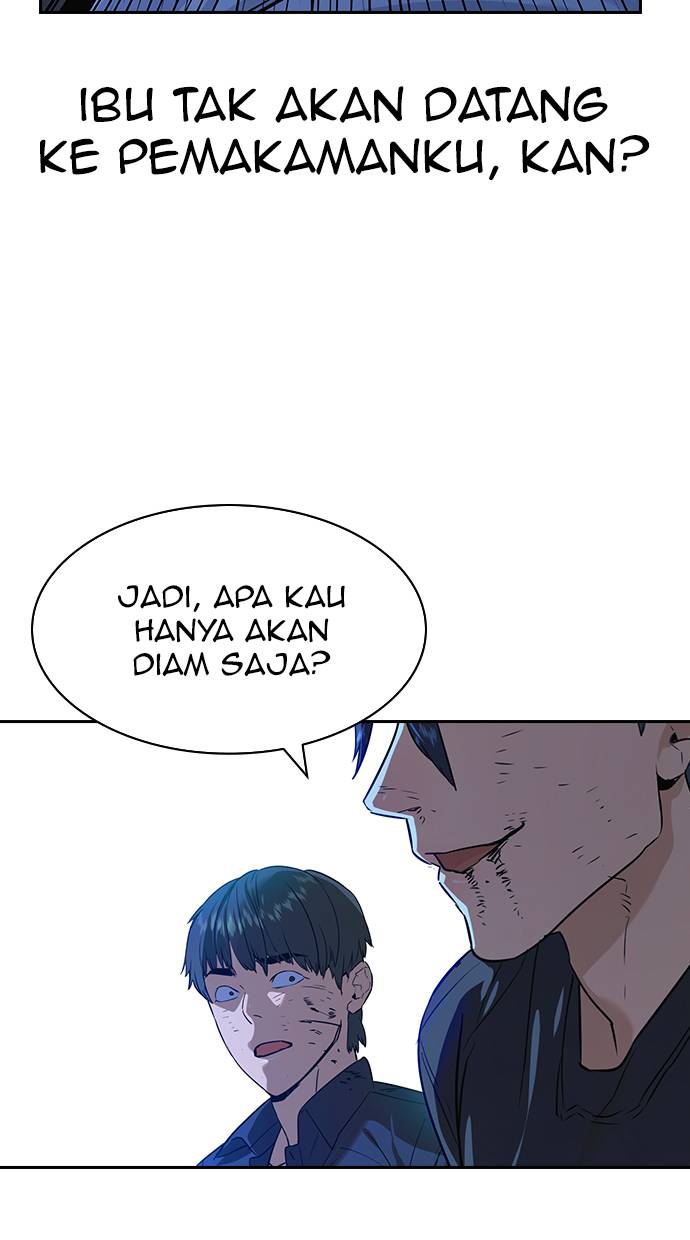 IBU TAK AKAN DATANG
KE PEMAKAMANKU, KAN?
JADI, APA KAU
HANYA AKAN
DIAM SAJA?